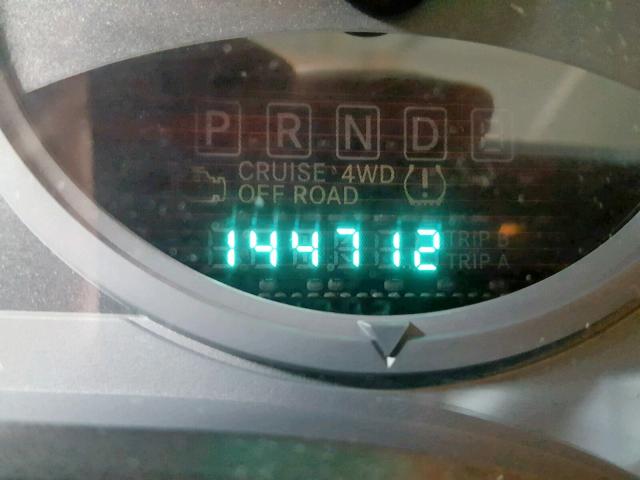 P R N D
CRUISE 4WD
OFF ROAD
TRIP B
144712 TRIP A